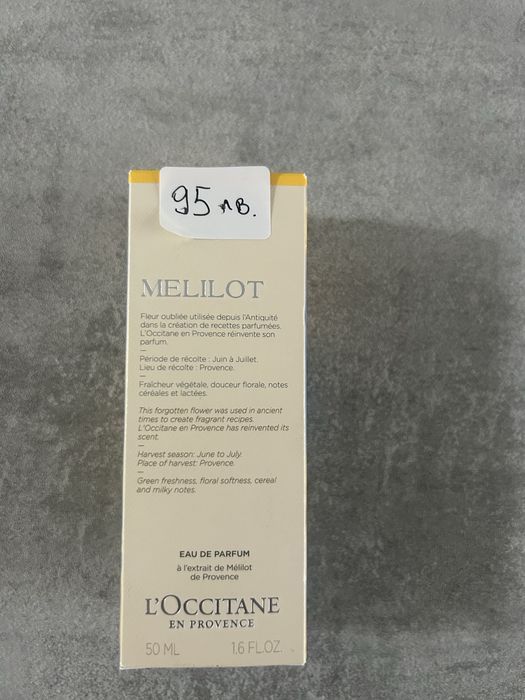 95 лв.
MELILOT
Fleur oubliée utilisée depuis l'Antiquité
dans la création de recettes parfumées.
L'Occitane en Provence réinvente son
parfum.
—
Période de récolte : Juin à Juillet.
Lieu de récolte : Provence.
—
Fraîcheur végétale, douceur florale, notes
céréales et lactées.
This forgotten flower was used in ancient
times to create fragrant recipes.
L'Occitane en Provence has reinvented its
scent.
—
Harvest season: June to July.
Place of harvest: Provence.
—
Green freshness, floral softness, cereal
and milky notes.
EAU DE PARFUM
à l'extrait de Mélilot
de Provence
L'OCCITANE
EN PROVENCE
50 ML 1.6 FL.OZ.